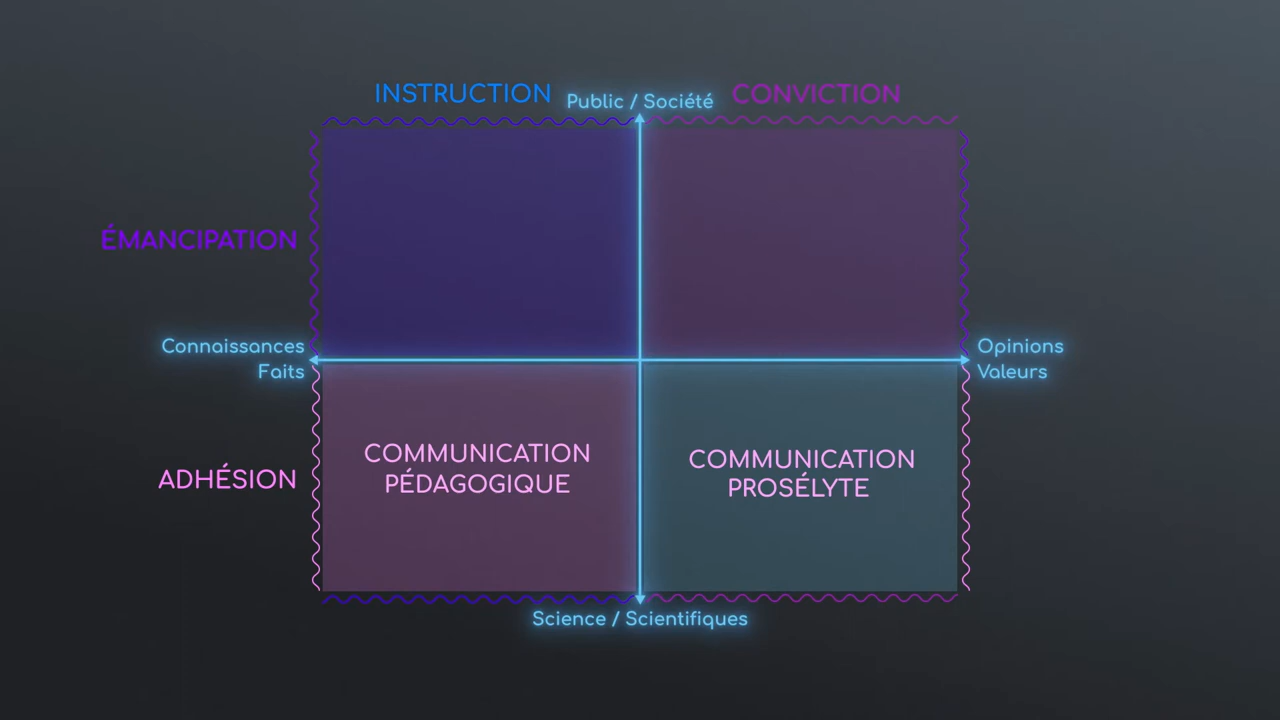 INSTRUCTION
Public / Société
CONVICTION
ÉMANCIPATION
Connaissances
Faits
Opinions
Valeurs
ADHÉSION
COMMUNICATION
PÉDAGOGIQUE
COMMUNICATION
PROSÉLYTE
Science / Scientifiques